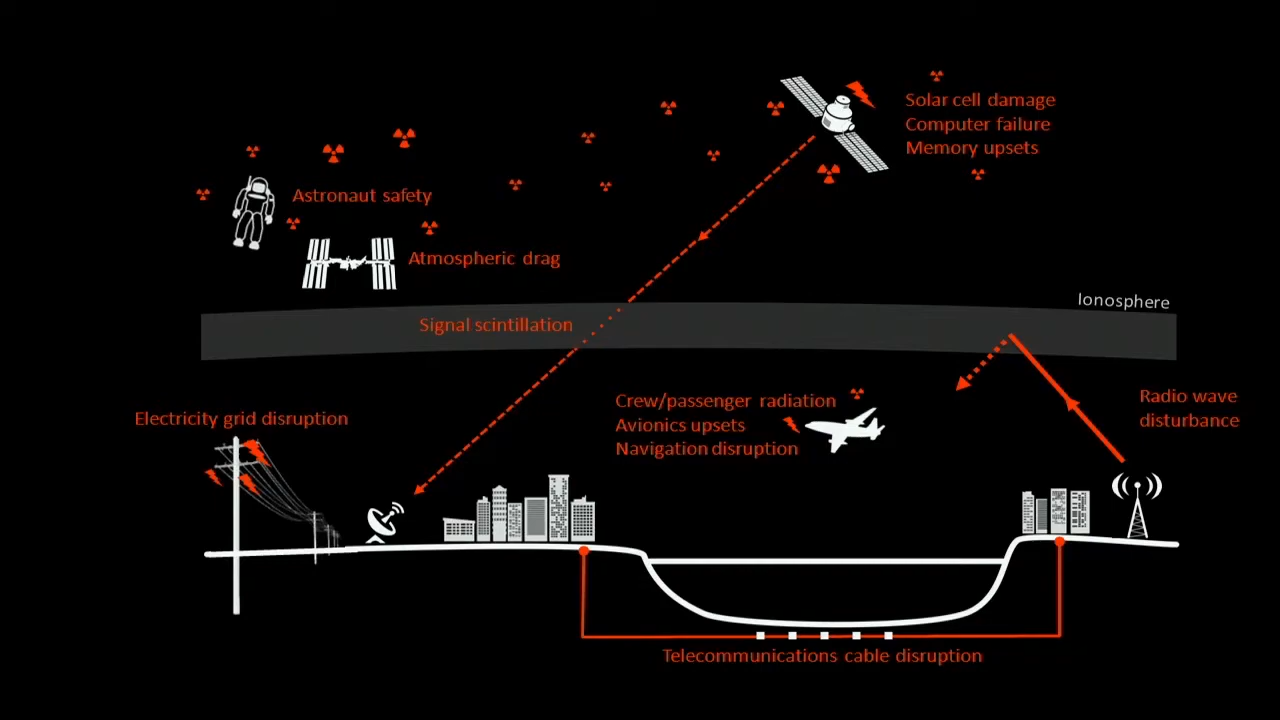 Solar cell damage
Computer failure
Memory upsets
Astronaut safety
Atmospheric drag
Ionosphere
Signal scintillation
Crew/passenger radiation
Avionics upsets
Navigation disruption
Radio wave
disturbance
Electricity grid disruption
Telecommunications cable disruption